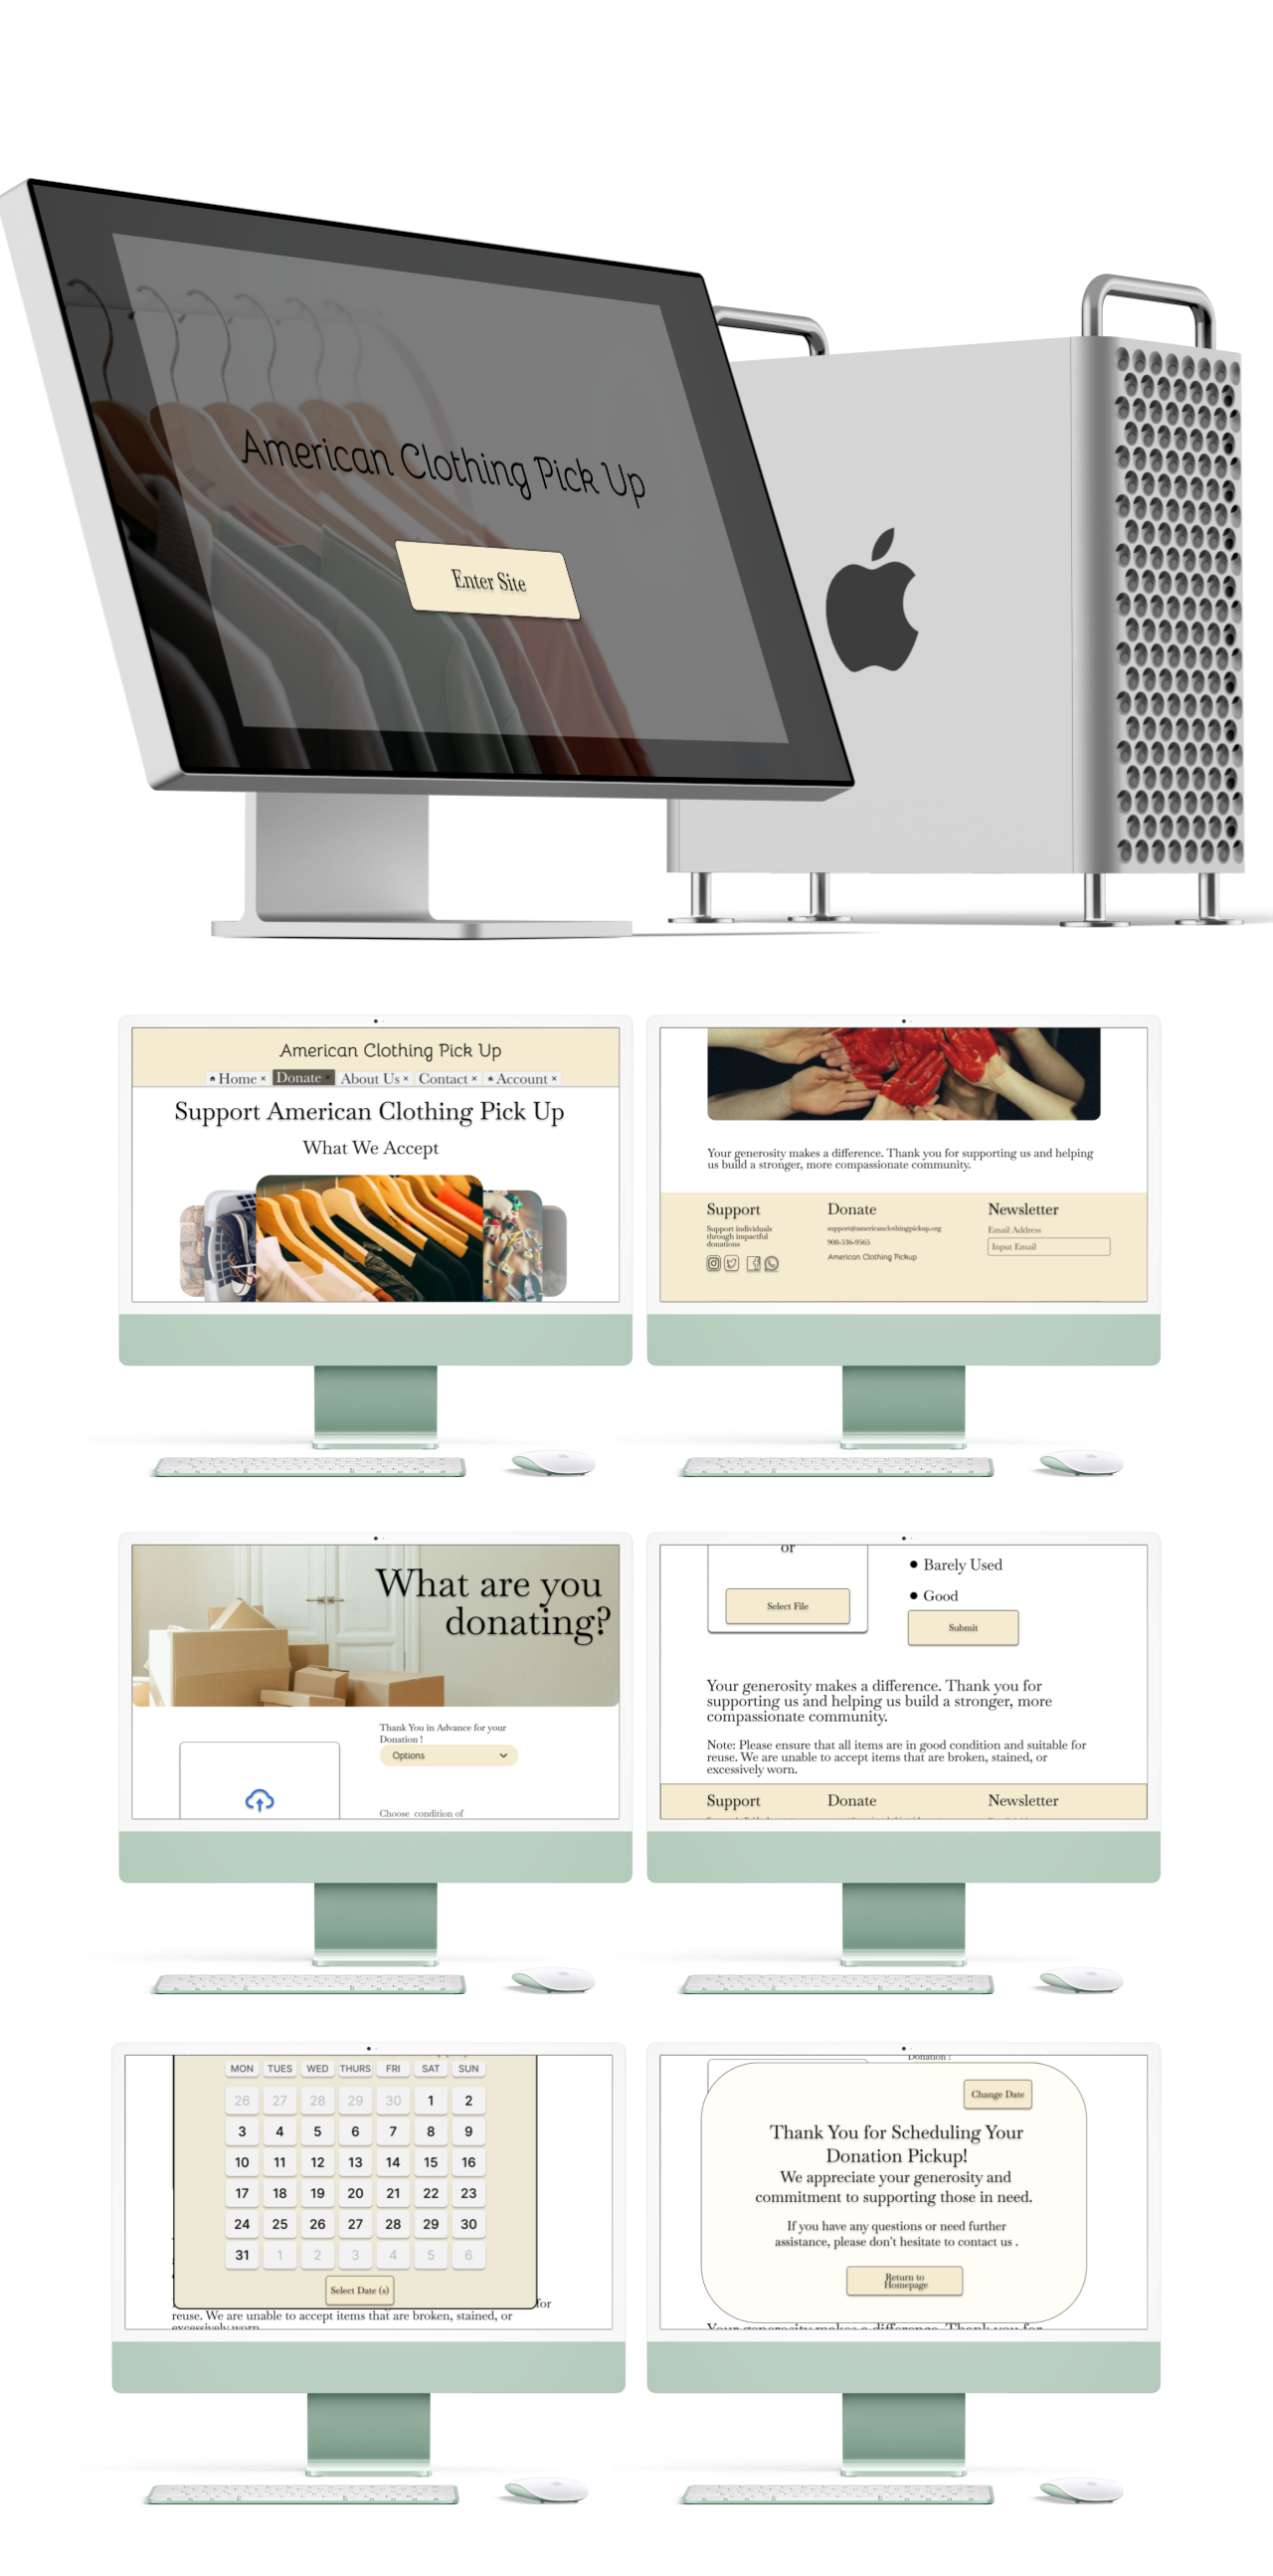 American Clothing Pick Up
Enter Site
American Clothing Pick Up
Home × Donate × About Us × Contact × Account ×
Support American Clothing Pick Up
What We Accept
Your generosity makes a difference. Thank you for supporting us and helping
us build a stronger, more compassionate community.
Support
Support individuals
through impactful
donations
Donate
support@americanclothingpickup.org
908-536-9565
American Clothing Pickup
Newsletter
Email Address
Input Email
What are you
donating?
Thank You in Advance for your
Donation !
Options
Choose condition of
or
Select File
Barely Used
Good
Submit
Your generosity makes a difference. Thank you for
supporting us and helping us build a stronger, more
compassionate community.
Note: Please ensure that all items are in good condition and suitable for
reuse. We are unable to accept items that are broken, stained, or
excessively worn.
Support Donate Newsletter
MON TUES WED THURS FRI SAT SUN
26 27 28 29 30 1 2
3 4 5 6 7 8 9
10 11 12 13 14 15 16
17 18 19 20 21 22 23
24 25 26 27 28 29 30
31 1 2 3 4 5 6
Select Date (s)
for
reuse. We are unable to accept items that are broken, stained, or
excessively worn.
Donation !
Change Date
Thank You for Scheduling Your
Donation Pickup!
We appreciate your generosity and
commitment to supporting those in need.
If you have any questions or need further
assistance, please don't hesitate to contact us .
Return to
Homepage
Your generosity makes a difference. Thank you for